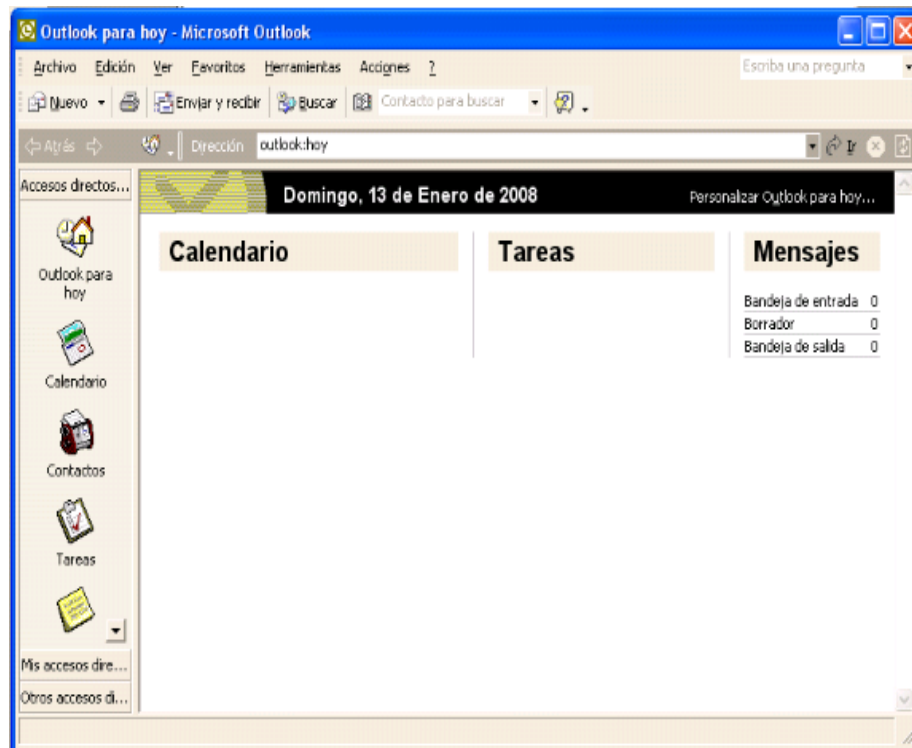 Outlook para hoy - Microsoft Outlook
Archivo Edición Ver Favoritos Herramientas Acciones ?
Escriba una pregunta
Nuevo Enviar y recibir Buscar Contacto para buscar
Atrás Dirección outlook:hoy Ir
Accesos directos...
Domingo, 13 de Enero de 2008
Personalizar Outlook para hoy...
Calendario
Tareas
Mensajes
Bandeja de entrada 0
Borrador 0
Bandeja de salida 0
Outlook para
hoy
Calendario
Contactos
Tareas
Mis accesos dire...
Otros accesos di...